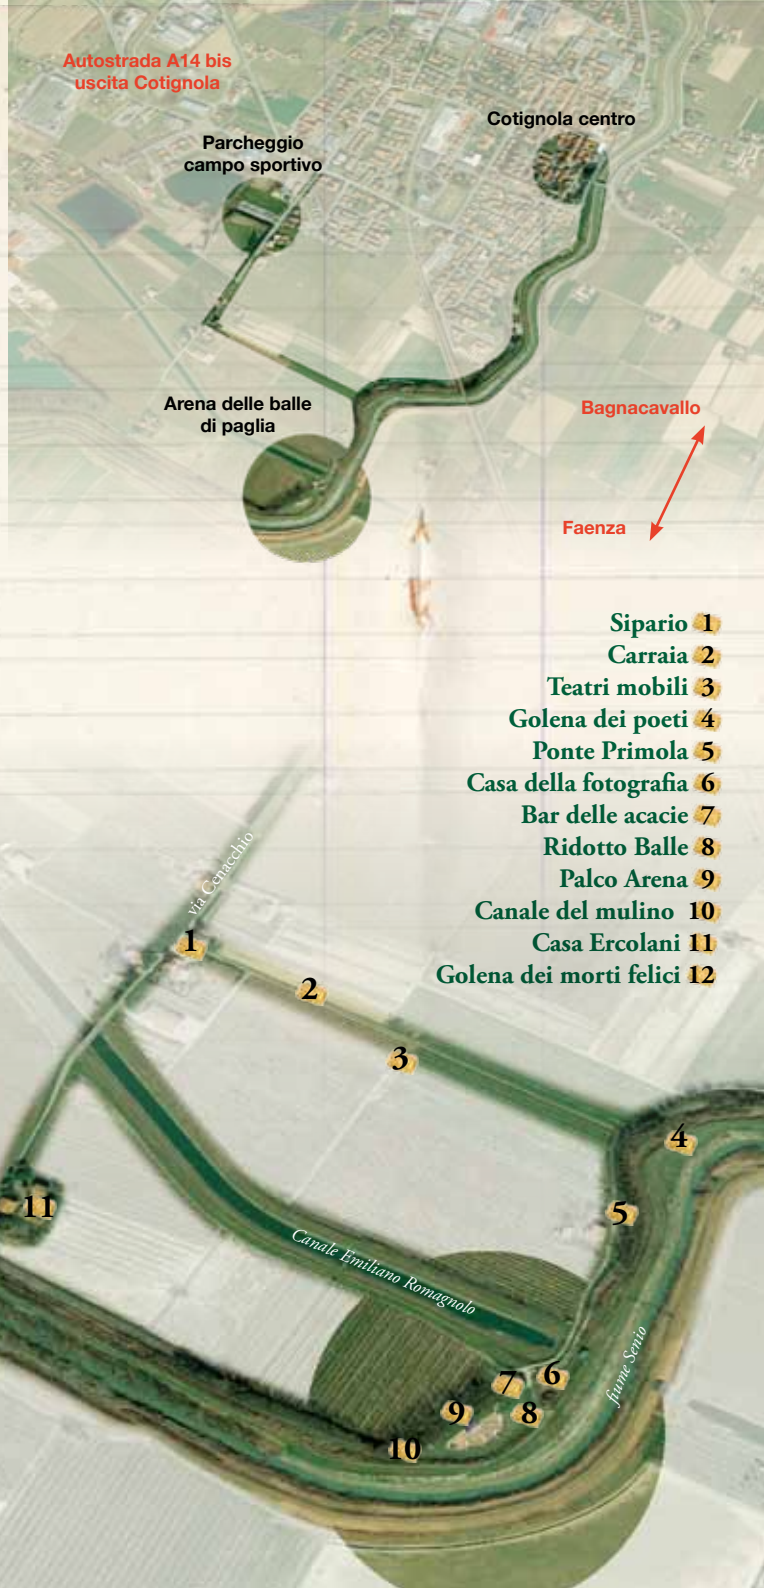 Autostrada A14 bis
uscita Cotignola
Cotignola centro
Parcheggio
campo sportivo
Arena delle balle
di paglia
Bagnacavallo
Faenza
Sipario 1
Carraia 2
Teatri mobili 3
Golena dei poeti 4
Ponte Primola 5
Casa della fotografia 6
Bar delle acacie 7
Ridotto Balle 8
Palco Arena 9
Canale del mulino 10
Casa Ercolani 11
Golena dei morti felici 12
via Cenacchio
1
2
3
4
11
5
Canale Emiliano Romagnolo
fiume Senio
6
7
8
9
10